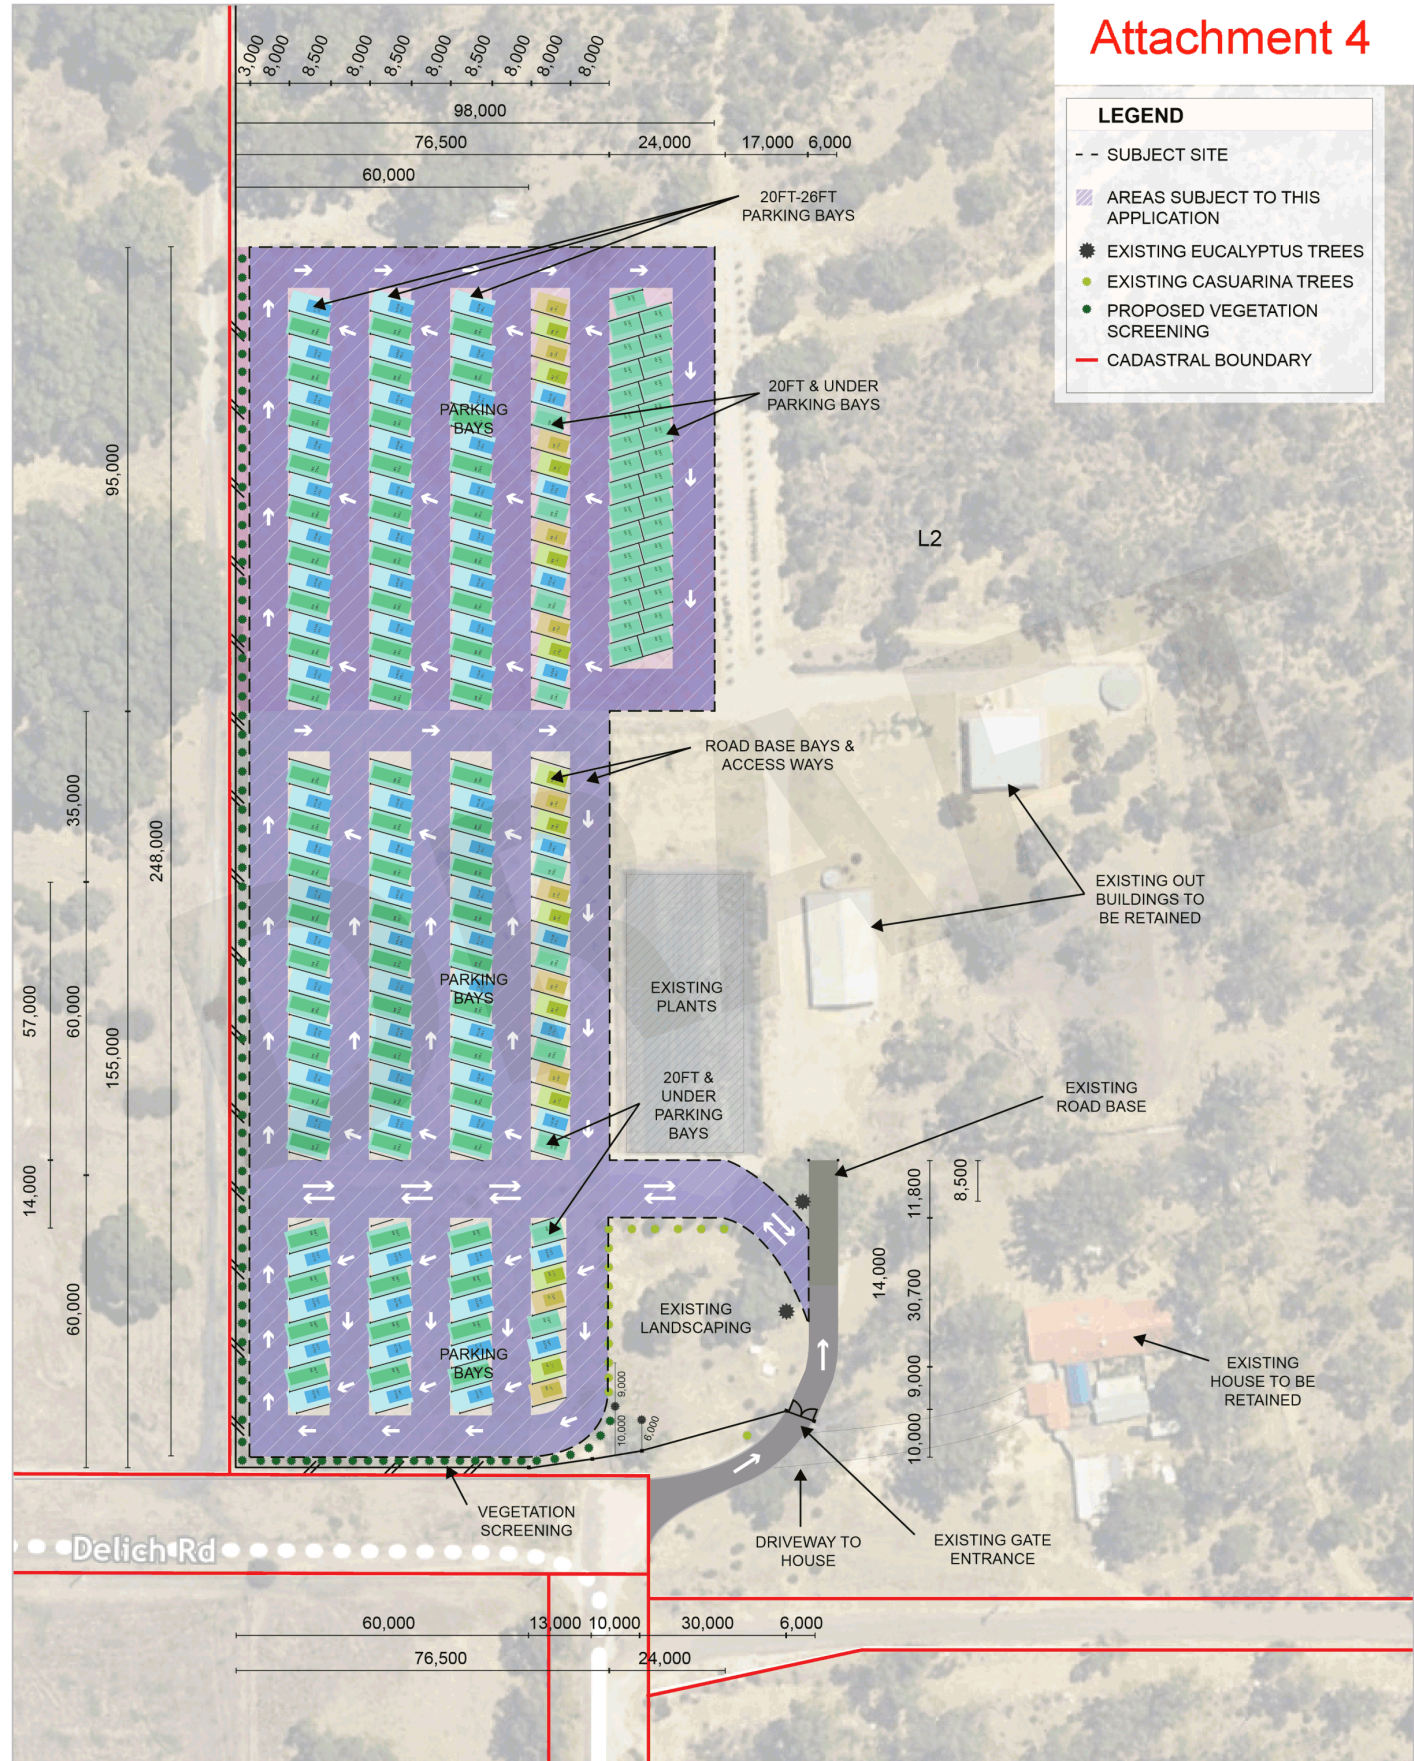 Attachment 4
3,000
8,000
8,500
8,000
8,500
8,000
8,500
8,000
8,000
8,000
98,000
76,500
24,000
17,000
6,000
60,000
LEGEND
SUBJECT SITE
AREAS SUBJECT TO THIS
APPLICATION
EXISTING EUCALYPTUS TREES
EXISTING CASUARINA TREES
PROPOSED VEGETATION
SCREENING
CADASTRAL BOUNDARY
20FT-26FT
PARKING BAYS
20FT & UNDER
PARKING BAYS
PARKING
BAYS
95,000
L2
ROAD BASE BAYS &
ACCESS WAYS
35,000
248,000
EXISTING OUT
BUILDINGS TO
BE RETAINED
PARKING
BAYS
EXISTING
PLANTS
57,000
60,000
155,000
20FT &
UNDER
PARKING
BAYS
EXISTING
ROAD BASE
14,000
11,800
8,500
14,000
30,700
60,000
EXISTING
LANDSCAPING
PARKING
BAYS
9,000
10,000
6,000
9,000
10,000
EXISTING
HOUSE TO BE
RETAINED
VEGETATION
SCREENING
DRIVEWAY TO
HOUSE
EXISTING GATE
ENTRANCE
Delich Rd
60,000
13,000
10,000
30,000
6,000
76,500
24,000
DRAFT